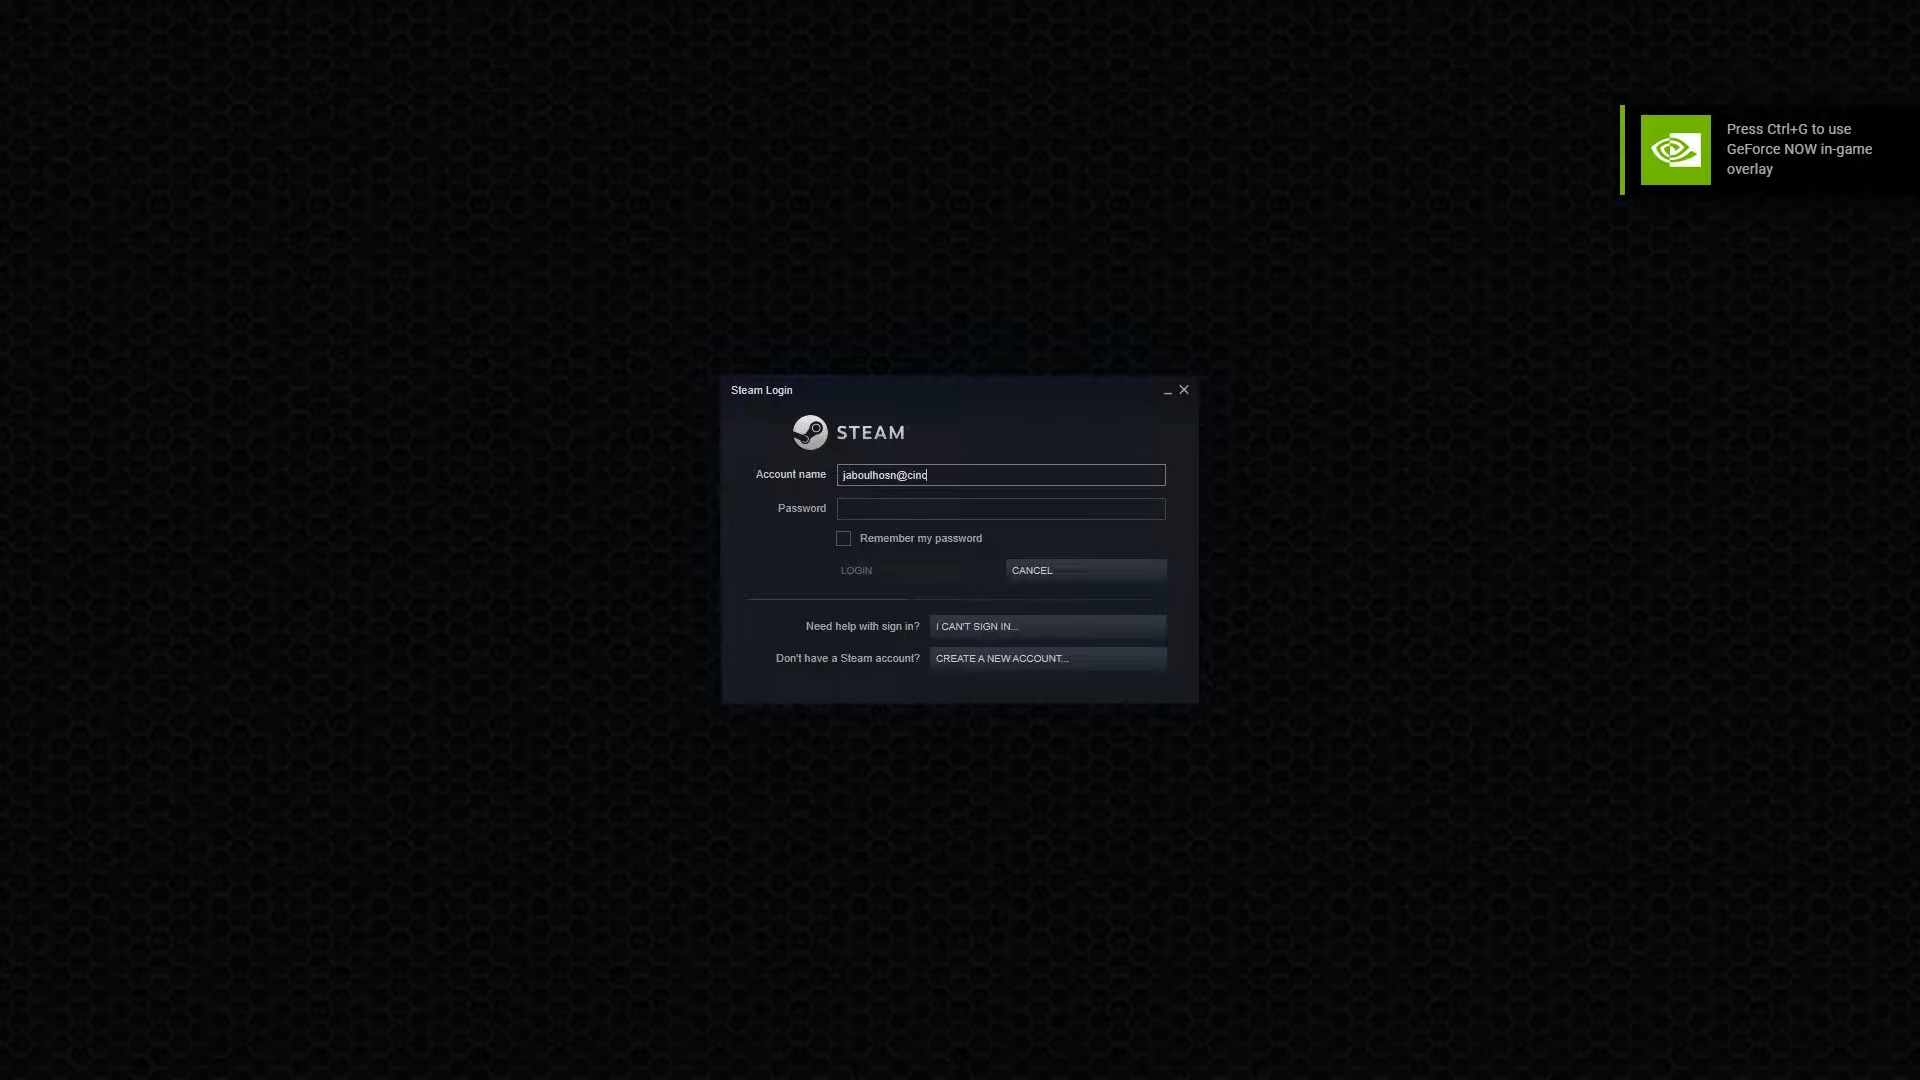 Press Ctrl+G to use
GeForce NOW in-game
overlay
Steam Login
STEAM
Account name jaboulhosn@cinc
Password
Remember my password
LOGIN CANCEL
Need help with sign in? I CAN'T SIGN IN...
Don't have a Steam account? CREATE A NEW ACCOUNT...